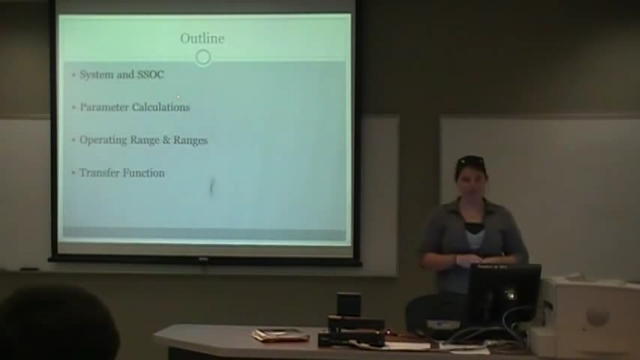 Outline
System and SSOC
Parameter Calculations
Operating Range & Ranges
Transfer Function